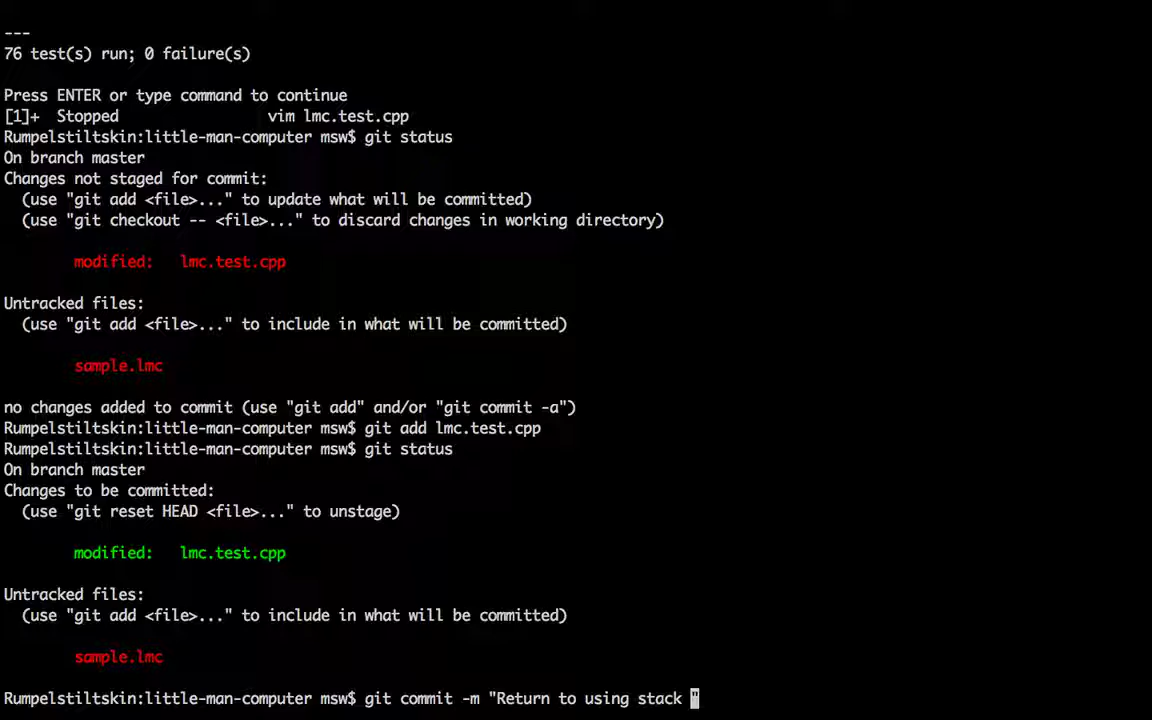 ---
76 test(s) run; 0 failure(s)
Press ENTER or type command to continue
[1]+  Stopped                 vim lmc.test.cpp
Rumpelstiltskin:little-man-computer msw$ git status
On branch master
Changes not staged for commit:
  (use "git add <file>..." to update what will be committed)
  (use "git checkout -- <file>..." to discard changes in working directory)
        modified:   lmc.test.cpp
Untracked files:
  (use "git add <file>..." to include in what will be committed)
        sample.lmc
no changes added to commit (use "git add" and/or "git commit -a")
Rumpelstiltskin:little-man-computer msw$ git add lmc.test.cpp
Rumpelstiltskin:little-man-computer msw$ git status
On branch master
Changes to be committed:
  (use "git reset HEAD <file>..." to unstage)
        modified:   lmc.test.cpp
Untracked files:
  (use "git add <file>..." to include in what will be committed)
        sample.lmc
Rumpelstiltskin:little-man-computer msw$ git commit -m "Return to using stack "